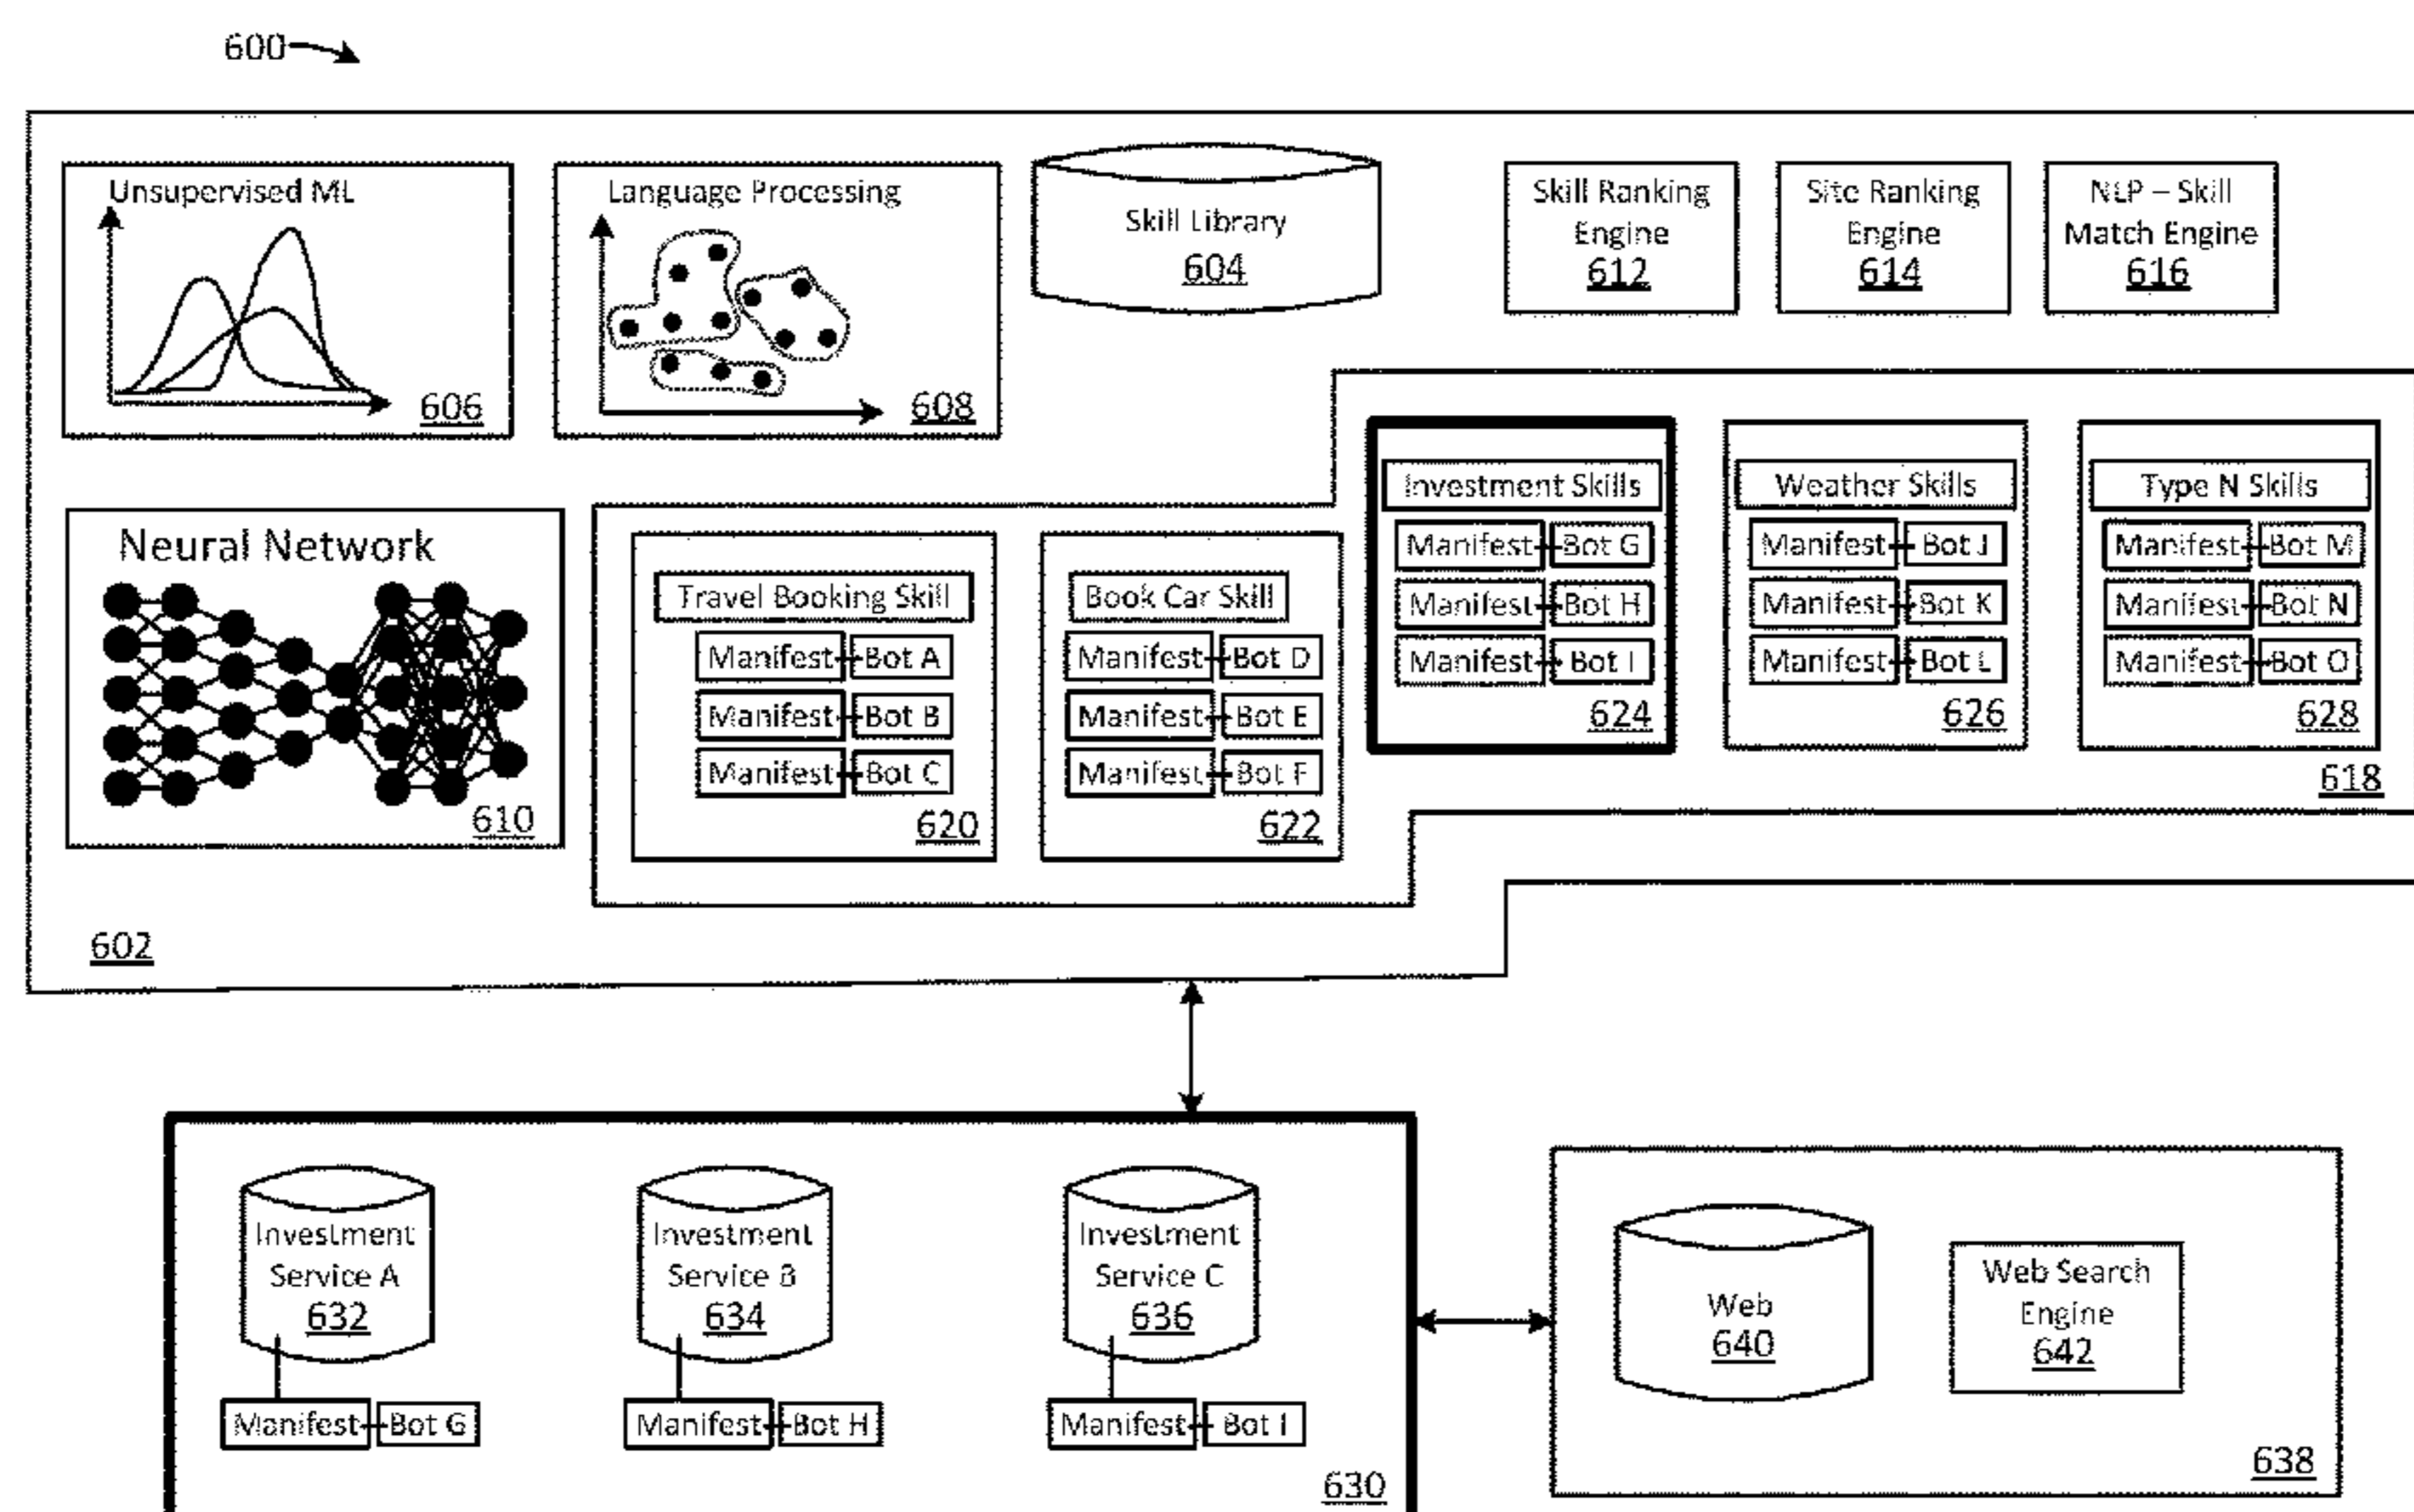 600
Unsupervised ML
606
Language Processing
608
Skill Library
604
Skill Ranking
Engine
612
Site Ranking
Engine
614
NLP – Skill
Match Engine
616
Neural Network
610
Travel Booking Skill
Manifest Bot A
Manifest Bot B
Manifest Bot C
620
Book Car Skill
Manifest Bot D
Manifest Bot E
Manifest Bot F
622
Investment Skills
Manifest Bot G
Manifest Bot H
Manifest Bot I
624
Weather Skills
Manifest Bot J
Manifest Bot K
Manifest Bot L
626
Type N Skills
Manifest Bot M
Manifest Bot N
Manifest Bot O
628
618
602
Investment
Service A
632
Manifest Bot G
Investment
Service B
634
Manifest Bot H
Investment
Service C
636
Manifest Bot I
630
Web
640
Web Search
Engine
642
638